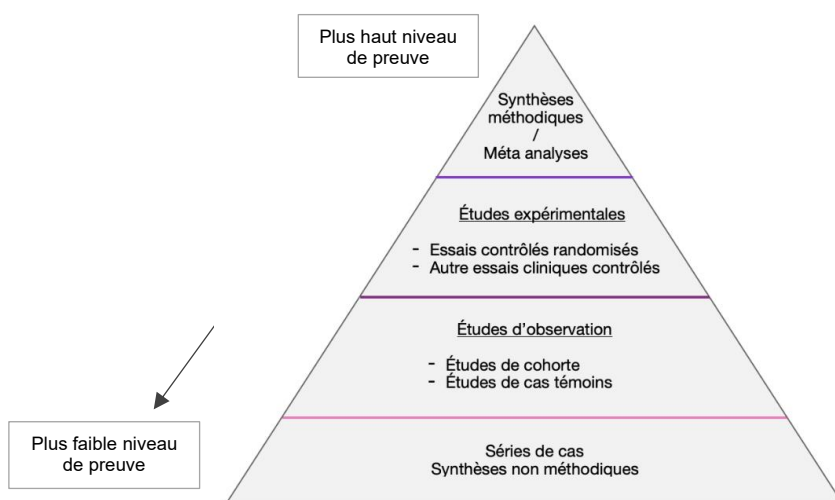 Plus haut niveau
de preuve
Synthèses
méthodiques
/
Méta analyses
Études expérimentales
- Essais contrôlés randomisés
- Autre essais cliniques contrôlés
Études d'observation
- Études de cohorte
- Études de cas témoins
Plus faible niveau
de preuve
Séries de cas
Synthèses non méthodiques